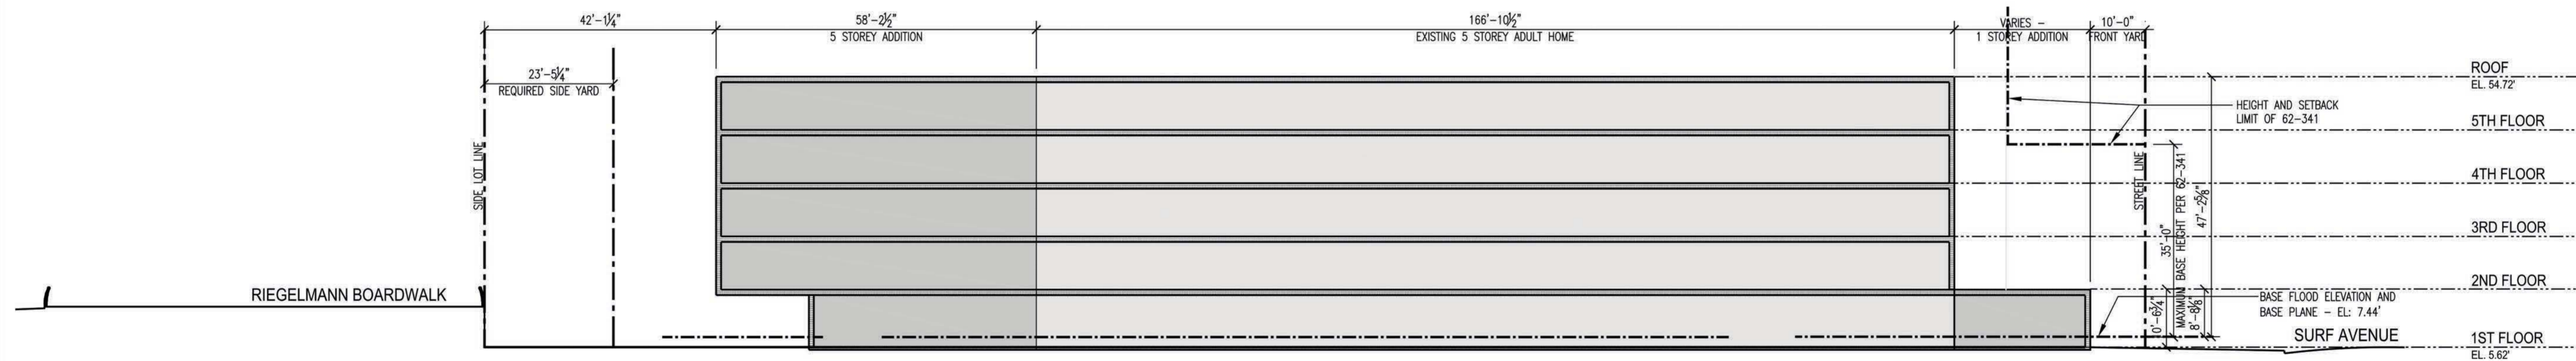 42'-1¼"
58'-2½"
5 STOREY ADDITION
166'-10½"
EXISTING 5 STOREY ADULT HOME
VARIES -
1 STOREY ADDITION
10'-0"
FRONT YARD
23'-5¼"
REQUIRED SIDE YARD
ROOF
EL. 54.72'
HEIGHT AND SETBACK
LIMIT OF 62-341
5TH FLOOR
4TH FLOOR
3RD FLOOR
2ND FLOOR
SIDE LOT LINE
STREET LINE
35'-0"
MAXIMUM BASE HEIGHT PER 62-341
47'-2⅝"
RIEGELMANN BOARDWALK
8'-8⅛"
BASE FLOOD ELEVATION AND
BASE PLANE - EL: 7.44'
SURF AVENUE
1ST FLOOR
EL. 5.62'